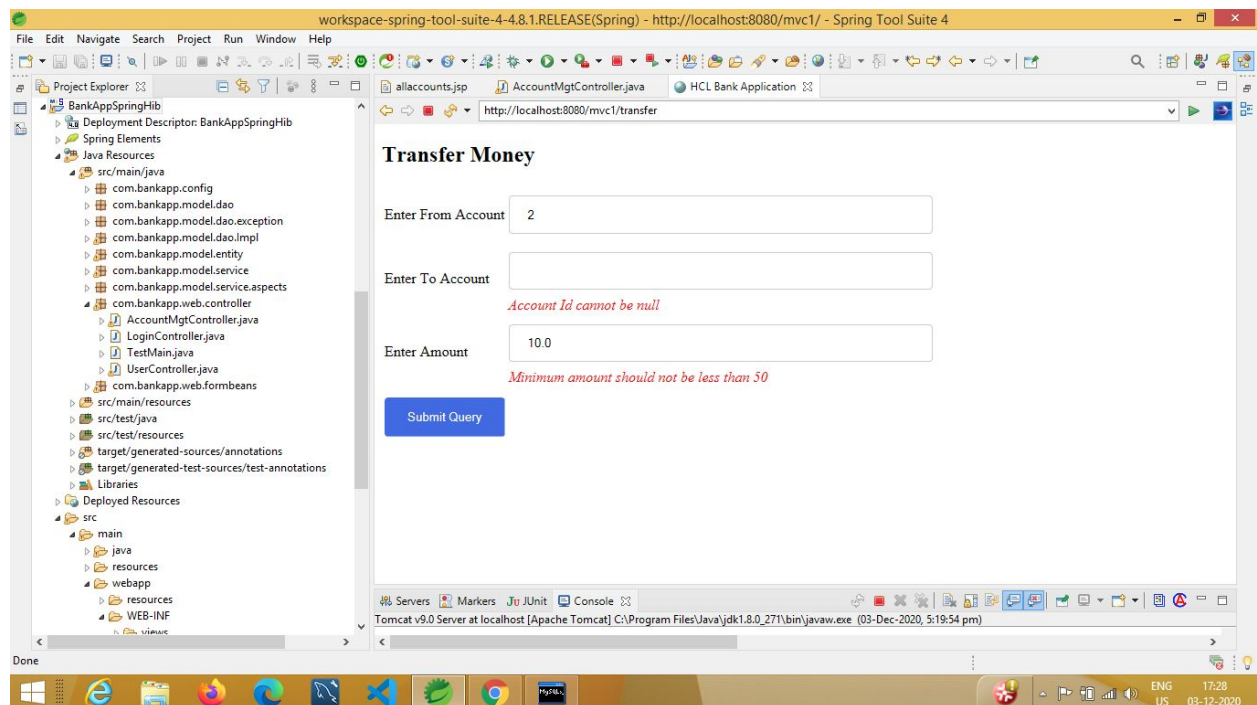 workspace-spring-tool-suite-4-4.8.1.RELEASE(Spring) - http://localhost:8080/mvc1/ - Spring Tool Suite 4
File Edit Navigate Search Project Run Window Help
Project Explorer
allaccounts.jsp AccountMgtController.java HCL Bank Application
BankAppSpringHib
Deployment Descriptor: BankAppSpringHib
Spring Elements
Java Resources
src/main/java
com.bankapp.config
com.bankapp.model.dao
com.bankapp.model.dao.exception
com.bankapp.model.dao.Impl
com.bankapp.model.entity
com.bankapp.model.service
com.bankapp.model.service.aspects
com.bankapp.web.controller
AccountMgtController.java
LoginController.java
TestMain.java
UserController.java
com.bankapp.web.formbeans
src/main/resources
src/test/java
src/test/resources
target/generated-sources/annotations
target/generated-test-sources/test-annotations
Libraries
Deployed Resources
src
main
java
resources
webapp
resources
WEB-INF
views
http://localhost:8080/mvc1/transfer
Transfer Money
Enter From Account 2
Enter To Account
Account Id cannot be null
Enter Amount 10.0
Minimum amount should not be less than 50
Submit Query
Servers Markers JUnit Console
Tomcat v9.0 Server at localhost [Apache Tomcat] C:\Program Files\Java\jdk1.8.0_271\bin\javaw.exe (03-Dec-2020, 5:19:54 pm)
Done
MySQL
ENG 17:28
US 03-12-2020